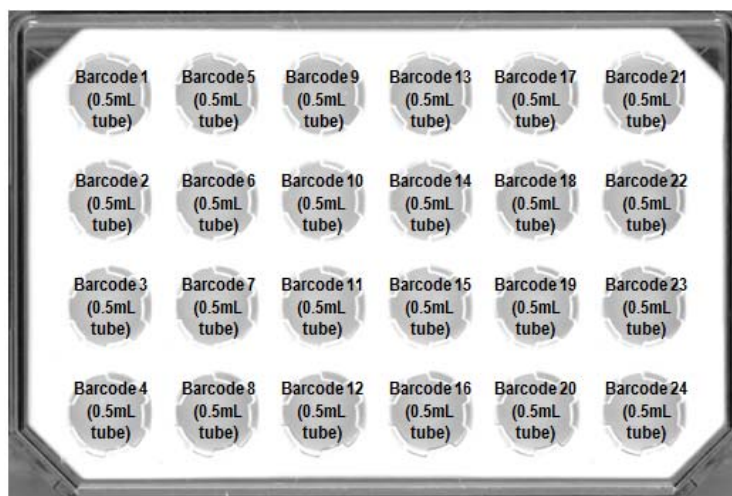 Barcode 1
(0.5mL
tube)
Barcode 5
(0.5mL
tube)
Barcode 9
(0.5mL
tube)
Barcode 13
(0.5mL
tube)
Barcode 17
(0.5mL
tube)
Barcode 21
(0.5mL
tube)
Barcode 2
(0.5mL
tube)
Barcode 6
(0.5mL
tube)
Barcode 10
(0.5mL
tube)
Barcode 14
(0.5mL
tube)
Barcode 18
(0.5mL
tube)
Barcode 22
(0.5mL
tube)
Barcode 3
(0.5mL
tube)
Barcode 7
(0.5mL
tube)
Barcode 11
(0.5mL
tube)
Barcode 15
(0.5mL
tube)
Barcode 19
(0.5mL
tube)
Barcode 23
(0.5mL
tube)
Barcode 4
(0.5mL
tube)
Barcode 8
(0.5mL
tube)
Barcode 12
(0.5mL
tube)
Barcode 16
(0.5mL
tube)
Barcode 20
(0.5mL
tube)
Barcode 24
(0.5mL
tube)